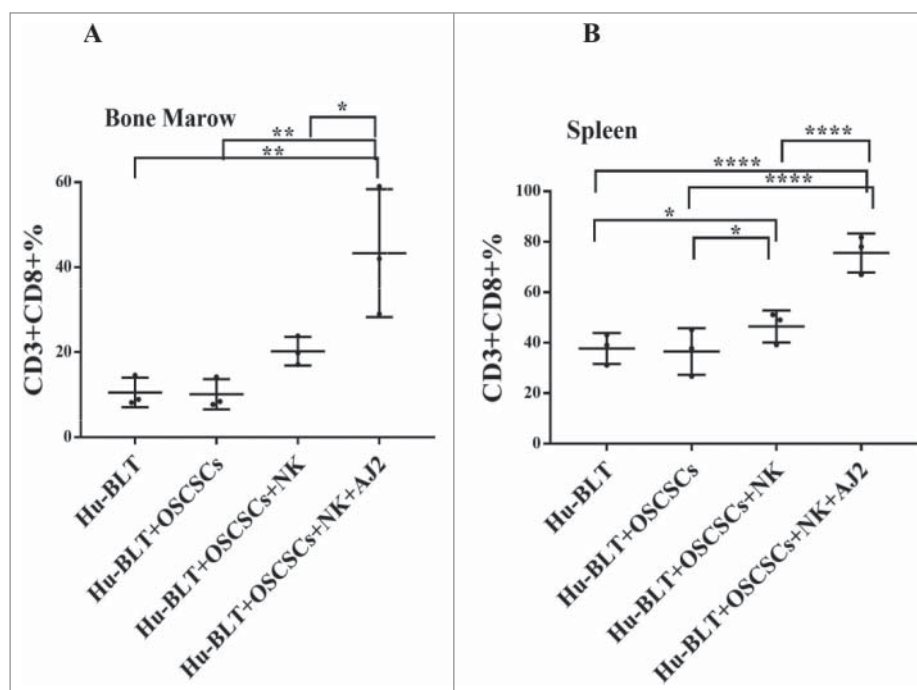 A
Bone Marow
*
**
**
CD3+CD8+%
60
40
20
0
Hu-BLT
Hu-BLT+OSCSCs
Hu-BLT+OSCSCs+NK
Hu-BLT+OSCSCs+NK+AJ2
B
Spleen
****
****
****
*
*
CD3+CD8+%
100
80
60
40
20
0
Hu-BLT
Hu-BLT+OSCSCs
Hu-BLT+OSCSCs+NK
Hu-BLT+OSCSCs+NK+AJ2